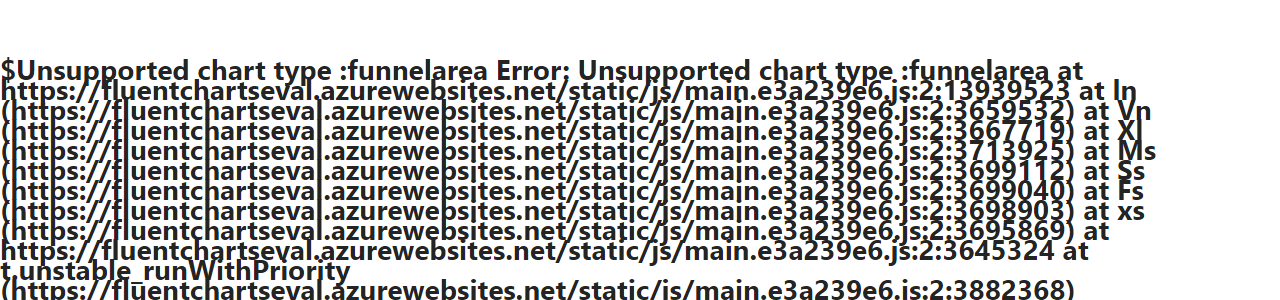 $Unsupported chart type :funnelarea Error: Unsupported chart type :funnelarea at
https://fluentchartseval.azurewebsites.net/static/js/main.e3a239e6.js:2:13939523 at ln
(https://fluentchartseval.azurewebsites.net/static/js/main.e3a239e6.js:2:3659532) at Vn
(https://fluentchartseval.azurewebsites.net/static/js/main.e3a239e6.js:2:3667719) at Xl
(https://fluentchartseval.azurewebsites.net/static/js/main.e3a239e6.js:2:3713925) at Ms
(https://fluentchartseval.azurewebsites.net/static/js/main.e3a239e6.js:2:3699112) at Ss
(https://fluentchartseval.azurewebsites.net/static/js/main.e3a239e6.js:2:3699040) at Fs
(https://fluentchartseval.azurewebsites.net/static/js/main.e3a239e6.js:2:3698903) at xs
(https://fluentchartseval.azurewebsites.net/static/js/main.e3a239e6.js:2:3695869) at
https://fluentchartseval.azurewebsites.net/static/js/main.e3a239e6.js:2:3645324 at
t.unstable_runWithPriority
(https://fluentchartseval.azurewebsites.net/static/js/main.e3a239e6.js:2:3882368)